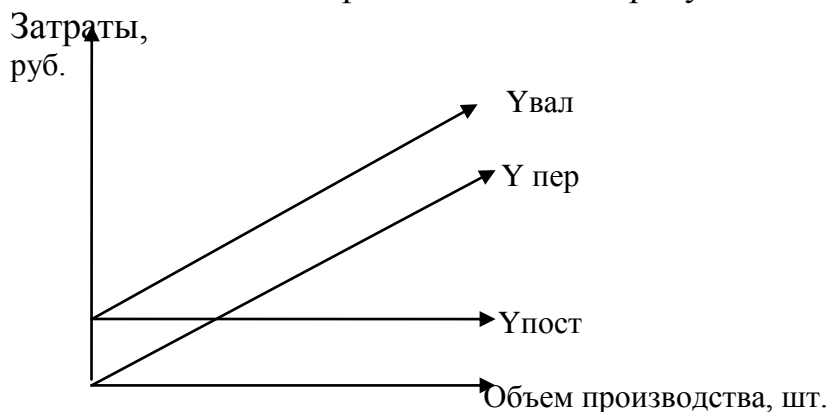 Затраты,
руб.
Yвал
Y пер
Yпост
Объем производства, шт.